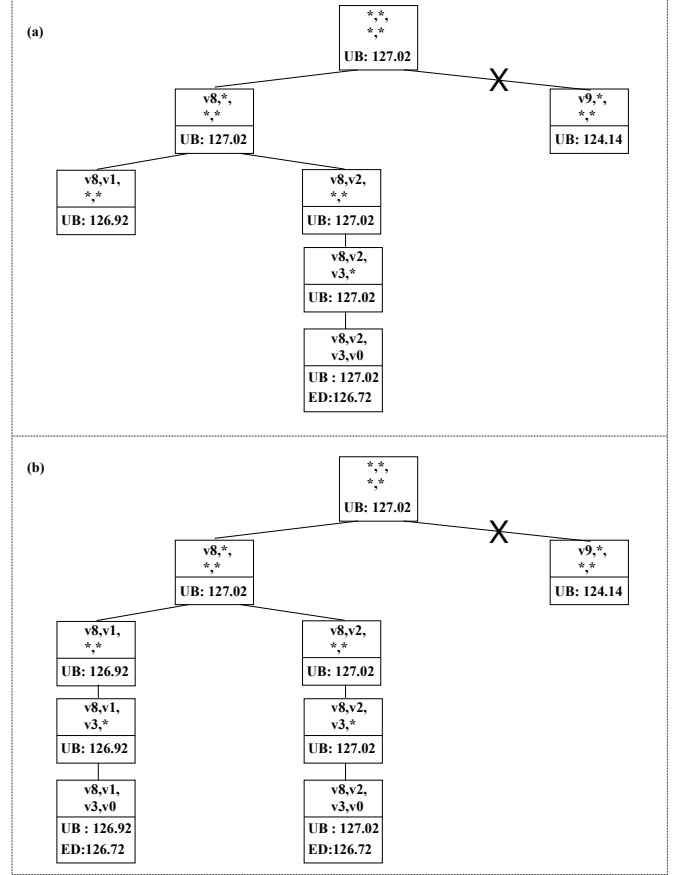 (a)
*,*,
*,*
UB: 127.02
X
v8,*,
*,*
UB: 127.02
v9,*,
*,*
UB: 124.14
v8,v1,
*,*
UB: 126.92
v8,v2,
*,*
UB: 127.02
v8,v2,
v3,*
UB: 127.02
v8,v2,
v3,v0
UB : 127.02
ED:126.72
(b)
*,*,
*,*
UB: 127.02
X
v8,*,
*,*
UB: 127.02
v9,*,
*,*
UB: 124.14
v8,v1,
*,*
UB: 126.92
v8,v2,
*,*
UB: 127.02
v8,v1,
v3,*
UB: 126.92
v8,v2,
v3,*
UB: 127.02
v8,v1,
v3,v0
UB : 126.92
ED:126.72
v8,v2,
v3,v0
UB : 127.02
ED:126.72